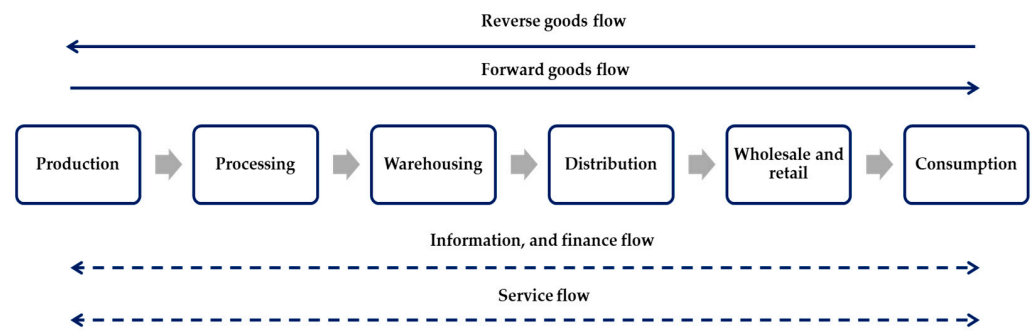 Reverse goods flow
Forward goods flow
Production
Processing
Warehousing
Distribution
Wholesale and
retail
Consumption
Information, and finance flow
Service flow